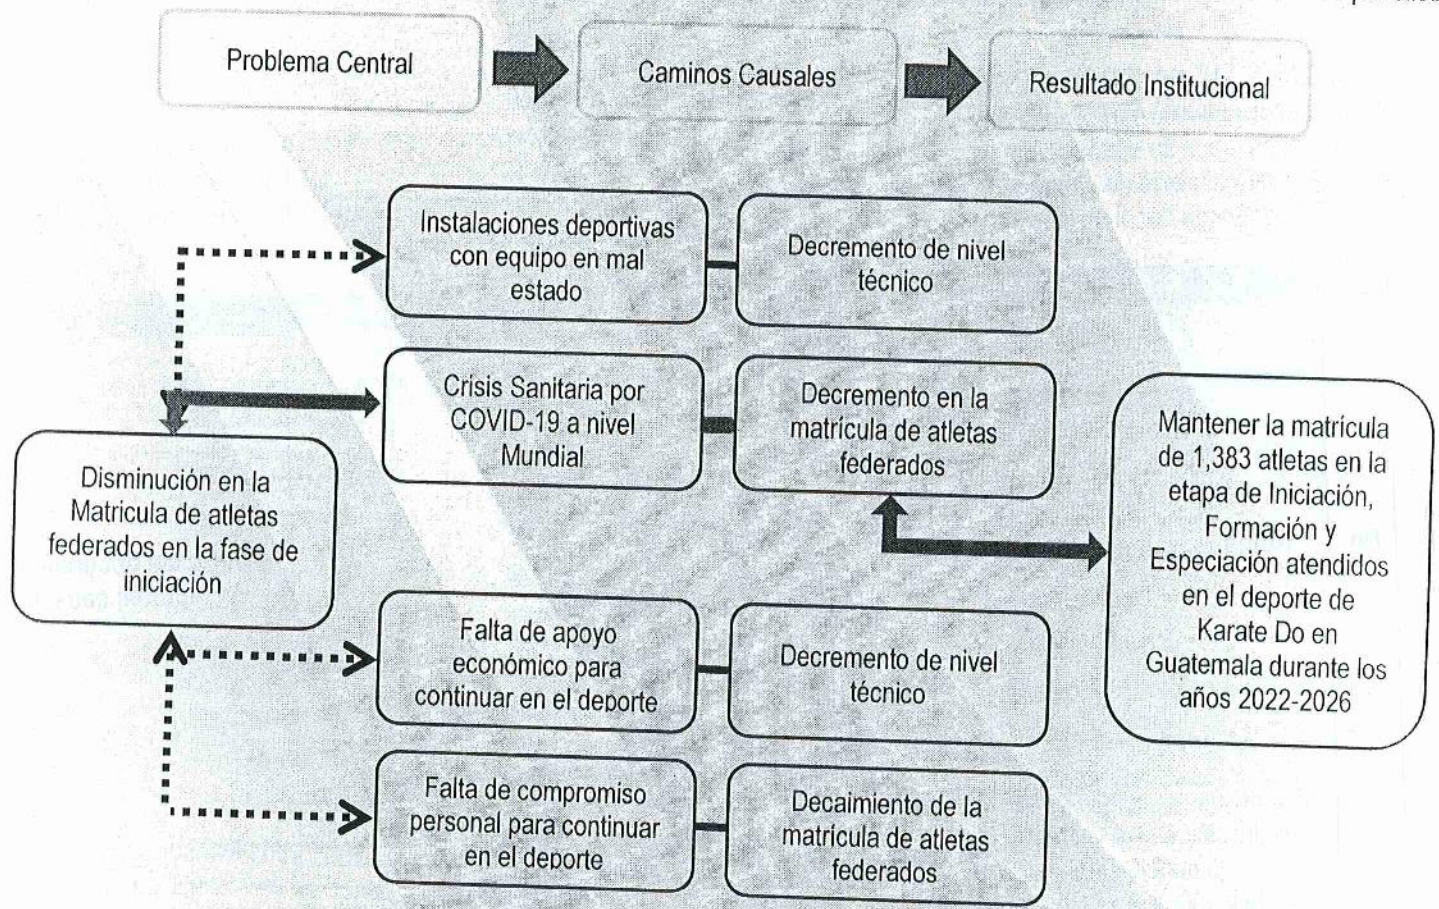 Problema Central
Caminos Causales
Resultado Institucional
Instalaciones deportivas
con equipo en mal
estado
Decremento de nivel
técnico
Crisis Sanitaria por
COVID-19 a nivel
Mundial
Decremento en la
matrícula de atletas
federados
Disminución en la
Matricula de atletas
federados en la fase de
iniciación
Mantener la matrícula
de 1,383 atletas en la
etapa de Iniciación,
Formación y
Especiación atendidos
en el deporte de
Karate Do en
Guatemala durante los
años 2022-2026
Falta de apoyo
económico para
continuar en el deporte
Decremento de nivel
técnico
Falta de compromiso
personal para continuar
en el deporte
Decaimiento de la
matrícula de atletas
federados